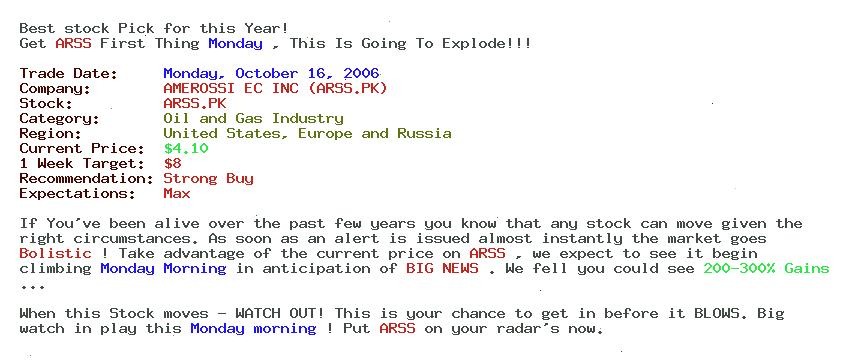 Best stock Pick for this Year!
Get ARSS First Thing Monday , This Is Going To Explode!!!
Trade Date: Monday, October 16, 2006
Company: AMEROSSI EC INC (ARSS.PK)
Stock: ARSS.PK
Category: Oil and Gas Industry
Region: United States, Europe and Russia
Current Price: $4.10
1 Week Target: $8
Recommendation: Strong Buy
Expectations: Max
If You've been alive over the past few years you know that any stock can move given the
right circumstances. As soon as an alert is issued almost instantly the market goes
Bolistic ! Take advantage of the current price on ARSS , we expect to see it begin
climbing Monday Morning in anticipation of BIG NEWS . We fell you could see 200-300% Gains
...
When this Stock moves - WATCH OUT! This is your chance to get in before it BLOWS. Big
watch in play this Monday morning ! Put ARSS on your radar's now.